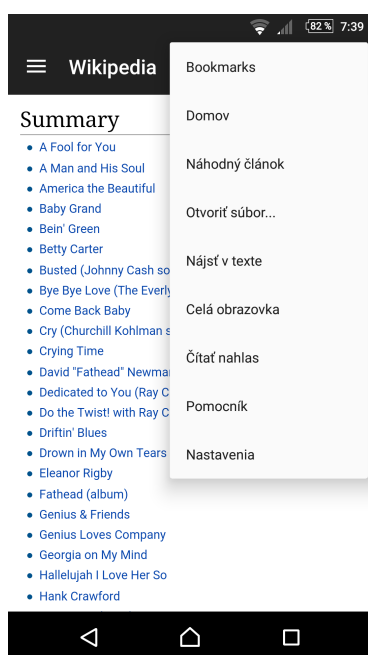 82 % 7:39
Wikipedia
Bookmarks
Domov
Náhodný článok
Otvoriť súbor...
Nájsť v texte
Celá obrazovka
Čítať nahlas
Pomocník
Nastavenia
Summary
A Fool for You
A Man and His Soul
America the Beautiful
Baby Grand
Bein' Green
Betty Carter
Busted (Johnny Cash so
Bye Bye Love (The Everly
Come Back Baby
Cry (Churchill Kohlman s
Crying Time
David "Fathead" Newma
Dedicated to You (Ray C
Do the Twist! with Ray C
Driftin' Blues
Drown in My Own Tears
Eleanor Rigby
Fathead (album)
Genius & Friends
Genius Loves Company
Georgia on My Mind
Hallelujah I Love Her So
Hank Crawford